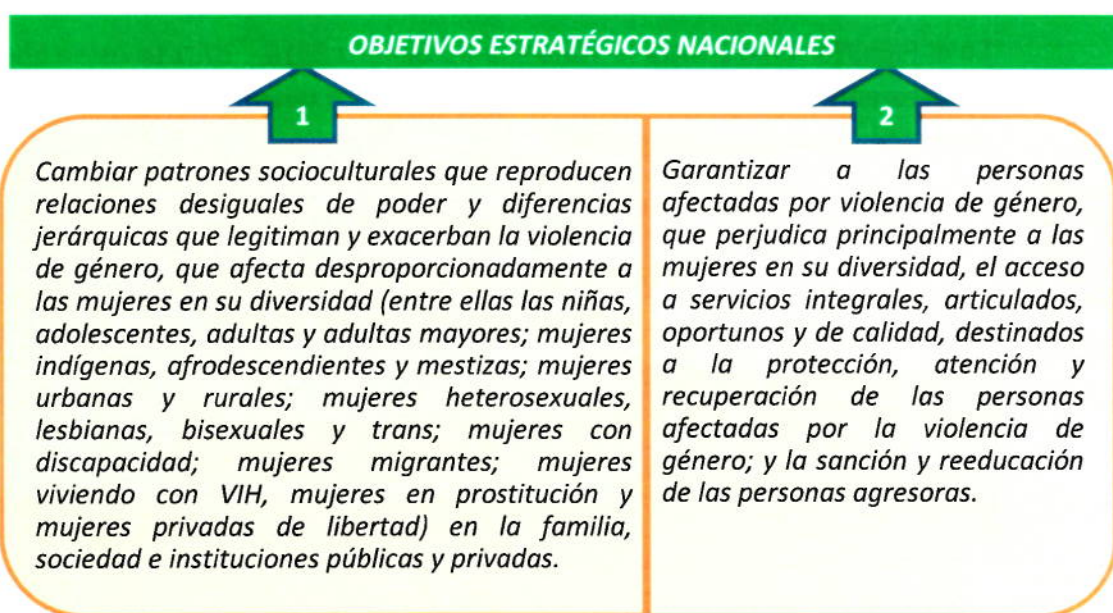 OBJETIVOS ESTRATÉGICOS NACIONALES
1
Cambiar patrones socioculturales que reproducen
relaciones desiguales de poder y diferencias
jerárquicas que legitiman y exacerban la violencia
de género, que afecta desproporcionadamente a
las mujeres en su diversidad (entre ellas las niñas,
adolescentes, adultas y adultas mayores; mujeres
indígenas, afrodescendientes y mestizas; mujeres
urbanas y rurales; mujeres heterosexuales,
lesbianas, bisexuales y trans; mujeres con
discapacidad; mujeres migrantes; mujeres
viviendo con VIH, mujeres en prostitución y
mujeres privadas de libertad) en la familia,
sociedad e instituciones públicas y privadas.
2
Garantizar a las personas
afectadas por violencia de género,
que perjudica principalmente a las
mujeres en su diversidad, el acceso
a servicios integrales, articulados,
oportunos y de calidad, destinados
a la protección, atención y
recuperación de las personas
afectadas por la violencia de
género; y la sanción y reeducación
de las personas agresoras.